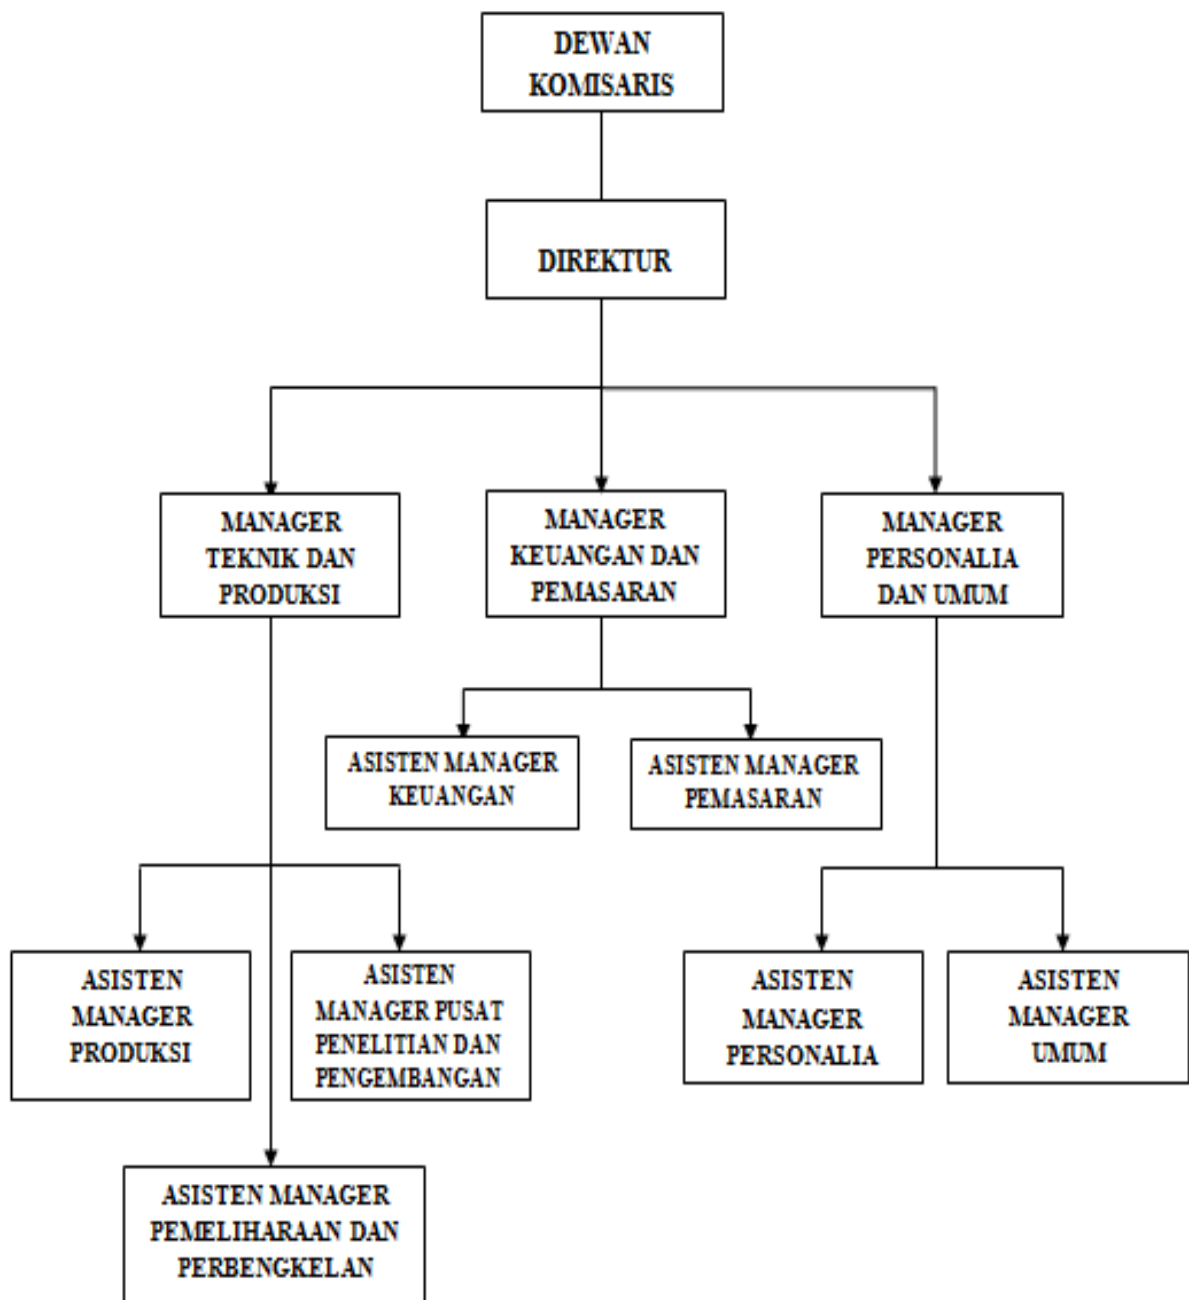 DEWAN
KOMISARIS
DIREKTUR
MANAGER
TEKNIK DAN
PRODUKSI
MANAGER
KEUANGAN DAN
PEMASARAN
MANAGER
PERSONALIA
DAN UMUM
ASISTEN MANAGER
KEUANGAN
ASISTEN MANAGER
PEMASARAN
ASISTEN
MANAGER
PRODUKSI
ASISTEN
MANAGER PUSAT
PENELITIAN DAN
PENGEMBANGAN
ASISTEN
MANAGER
PERSONALIA
ASISTEN
MANAGER
UMUM
ASISTEN MANAGER
PEMELIHARAAN DAN
PERBENGKELAN